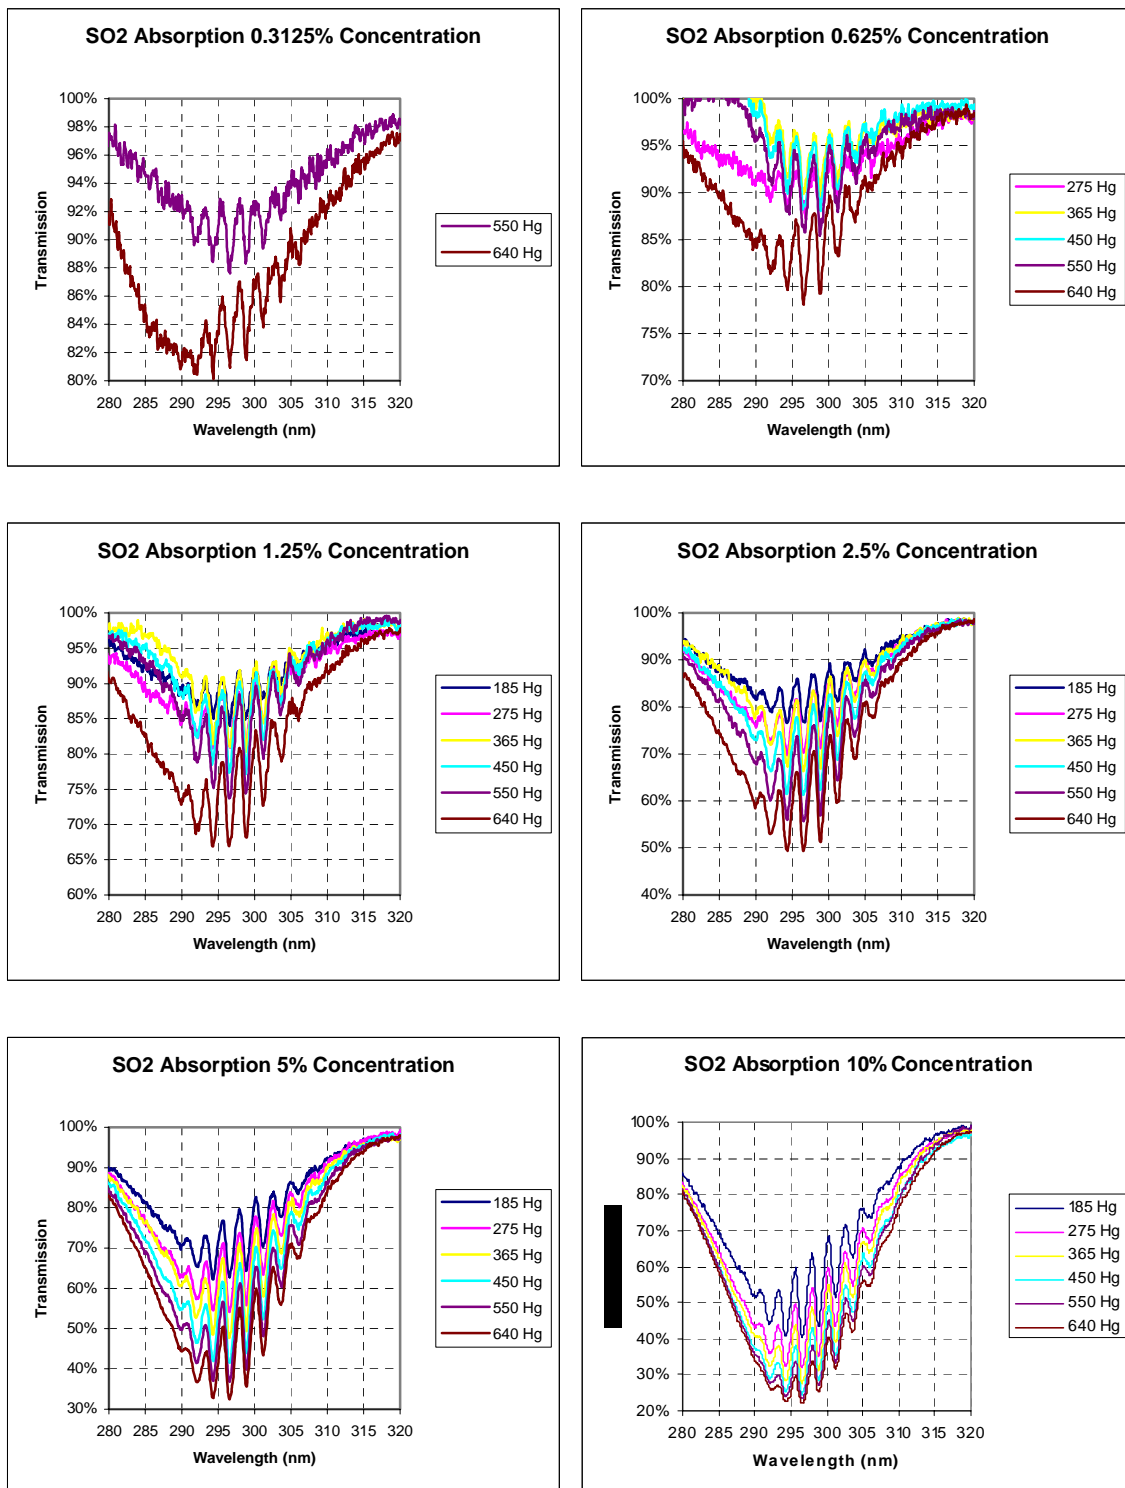 SO2 Absorption 0.3125% Concentration
100%
98%
96%
94%
92%
90%
88%
86%
84%
82%
80%
Transmission
280 285 290 295 300 305 310 315 320
Wavelength (nm)
550 Hg
640 Hg
SO2 Absorption 0.625% Concentration
100%
95%
90%
85%
80%
75%
70%
Transmission
280 285 290 295 300 305 310 315 320
Wavelength (nm)
275 Hg
365 Hg
450 Hg
550 Hg
640 Hg
SO2 Absorption 1.25% Concentration
100%
95%
90%
85%
80%
75%
70%
65%
60%
Transmission
280 285 290 295 300 305 310 315 320
Wavelength (nm)
185 Hg
275 Hg
365 Hg
450 Hg
550 Hg
640 Hg
SO2 Absorption 2.5% Concentration
100%
90%
80%
70%
60%
50%
40%
Transmission
280 285 290 295 300 305 310 315 320
Wavelength (nm)
185 Hg
275 Hg
365 Hg
450 Hg
550 Hg
640 Hg
SO2 Absorption 5% Concentration
100%
90%
80%
70%
60%
50%
40%
30%
Transmission
280 285 290 295 300 305 310 315 320
Wavelength (nm)
185 Hg
275 Hg
365 Hg
450 Hg
550 Hg
640 Hg
SO2 Absorption 10% Concentration
100%
90%
80%
70%
60%
50%
40%
30%
20%
280 285 290 295 300 305 310 315 320
Wavelength (nm)
185 Hg
275 Hg
365 Hg
450 Hg
550 Hg
640 Hg